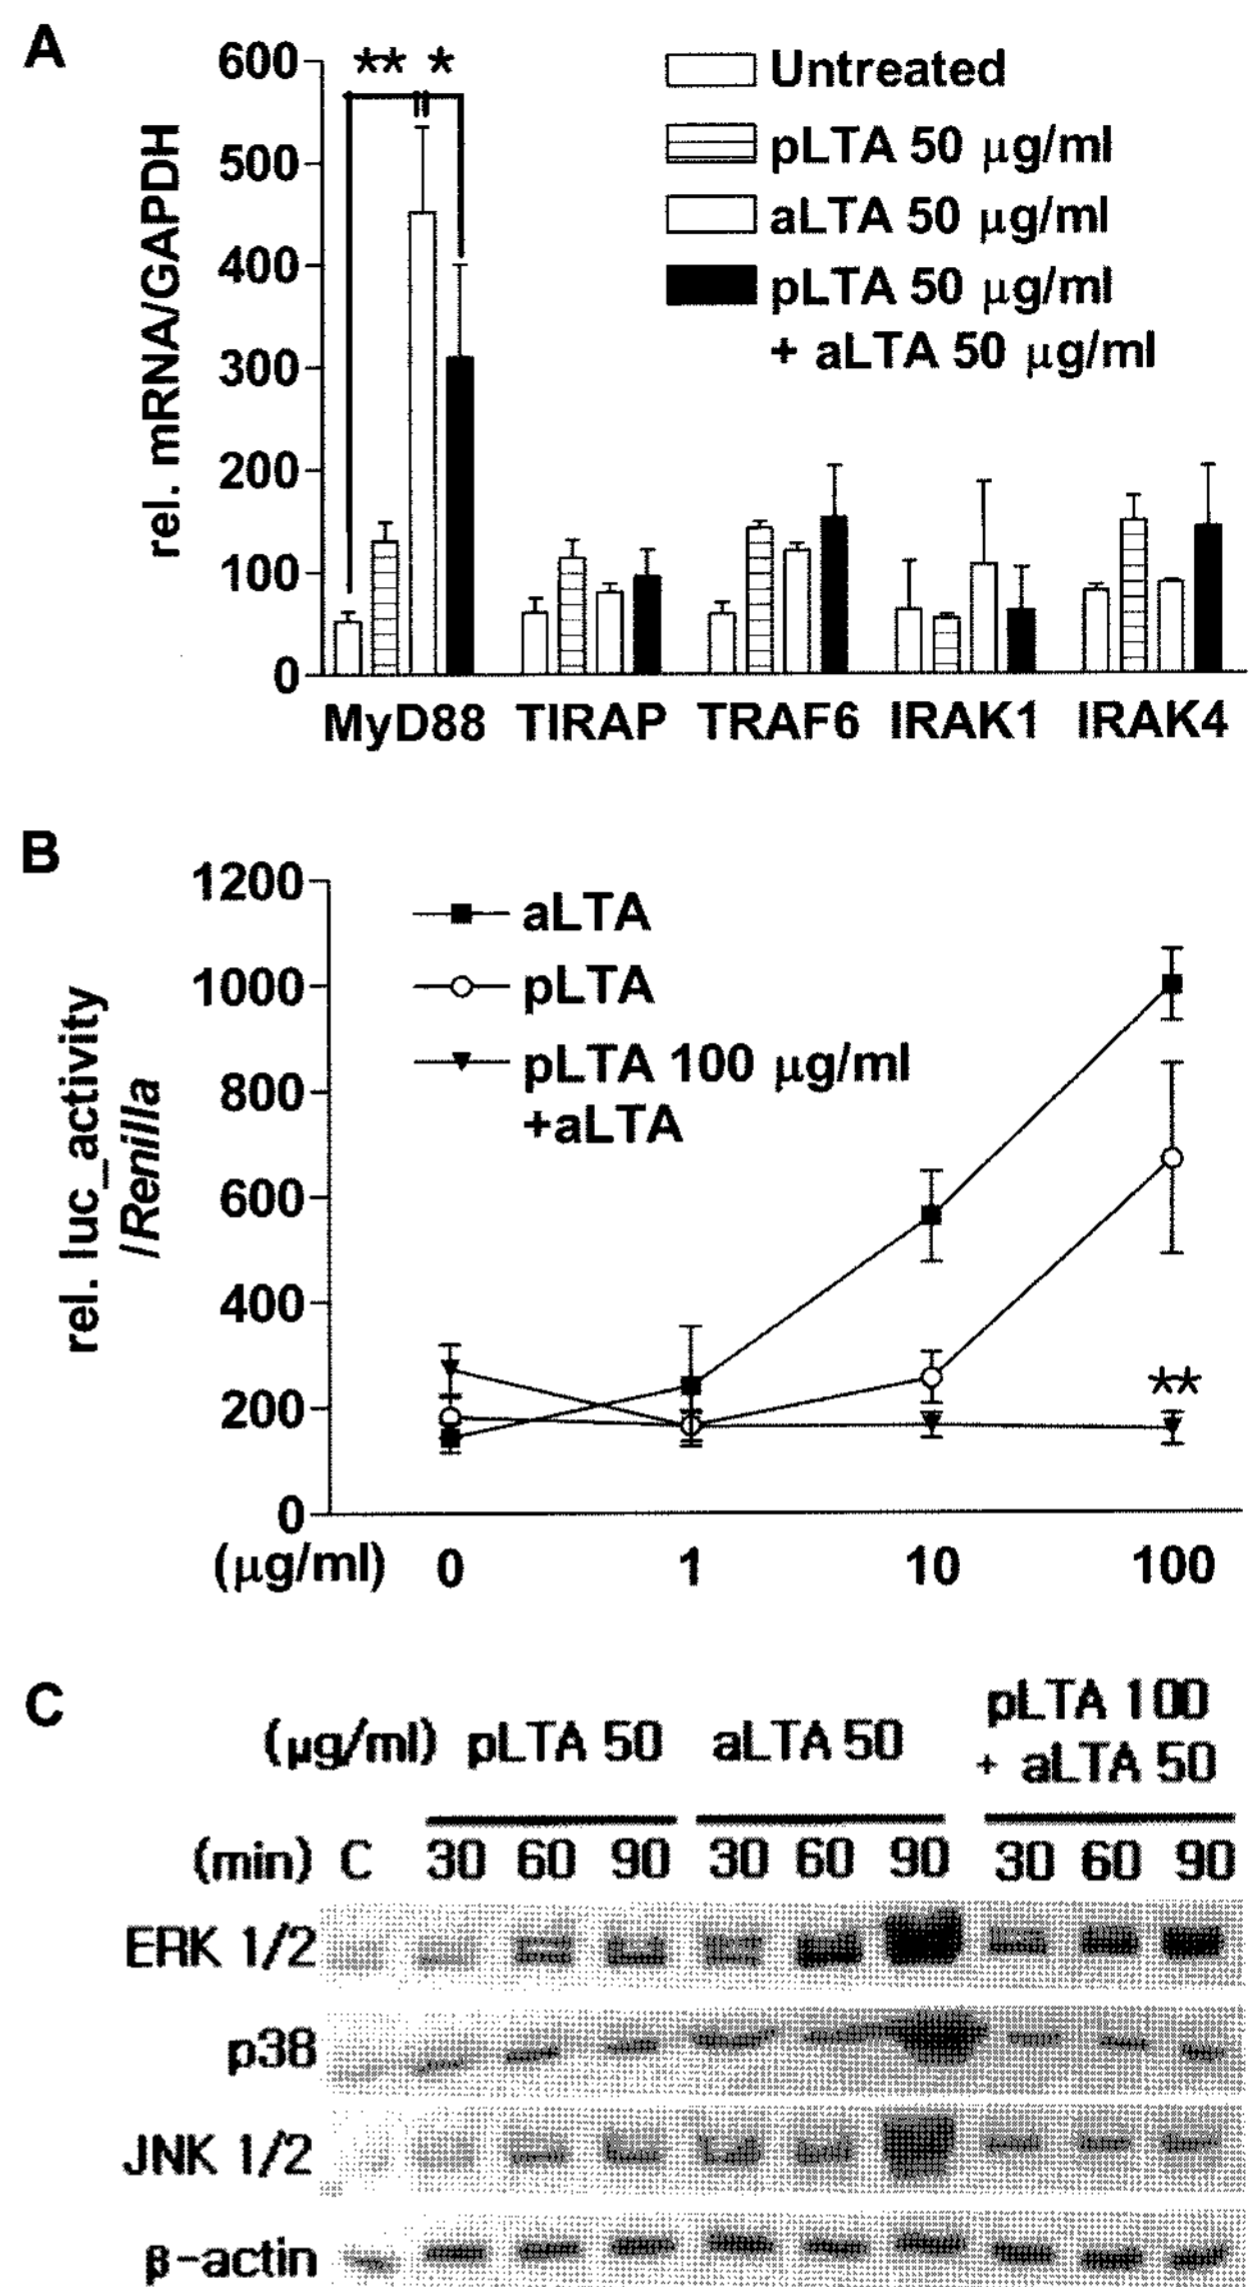 A
600
500
400
300
200
100
0
rel. mRNA/GAPDH
** *
Untreated
pLTA 50 μg/ml
aLTA 50 μg/ml
pLTA 50 μg/ml
+ aLTA 50 μg/ml
MyD88 TIRAP TRAF6 IRAK1 IRAK4
B
1200
1000
800
600
400
200
0
rel. luc_activity
/Renilla
aLTA
pLTA
pLTA 100 μg/ml
+aLTA
**
(μg/ml) 0 1 10 100
C
(μg/ml) pLTA 50 aLTA 50 pLTA 100
+ aLTA 50
(min) C 30 60 90 30 60 90 30 60 90
ERK 1/2
p38
JNK 1/2
β-actin